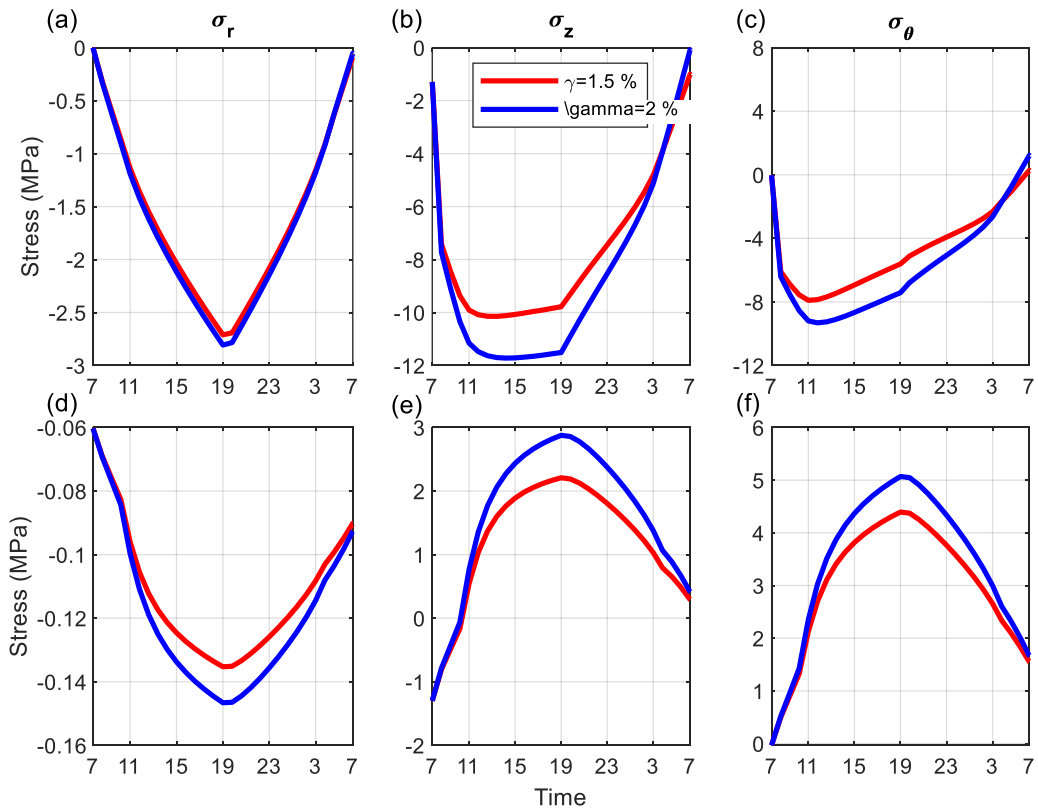 (a) σr (b) σz (c) σθ
0 0 8
-0.5 -2 γ=1.5 % 4
-1 -4 \gamma=2 %
-1.5 -6 0
-2 -8 -4
-2.5 -10 -8
-3 -12 -12
Stress (MPa)
7 11 15 19 23 3 7 7 11 15 19 23 3 7 7 11 15 19 23 3 7
(d) (e) (f)
-0.06 3 6
-0.08 2 5
-0.1 1 4
-0.12 0 3
-0.14 -1 2
-0.16 -2 1
0
Stress (MPa)
7 11 15 19 23 3 7 7 11 15 19 23 3 7 7 11 15 19 23 3 7
Time